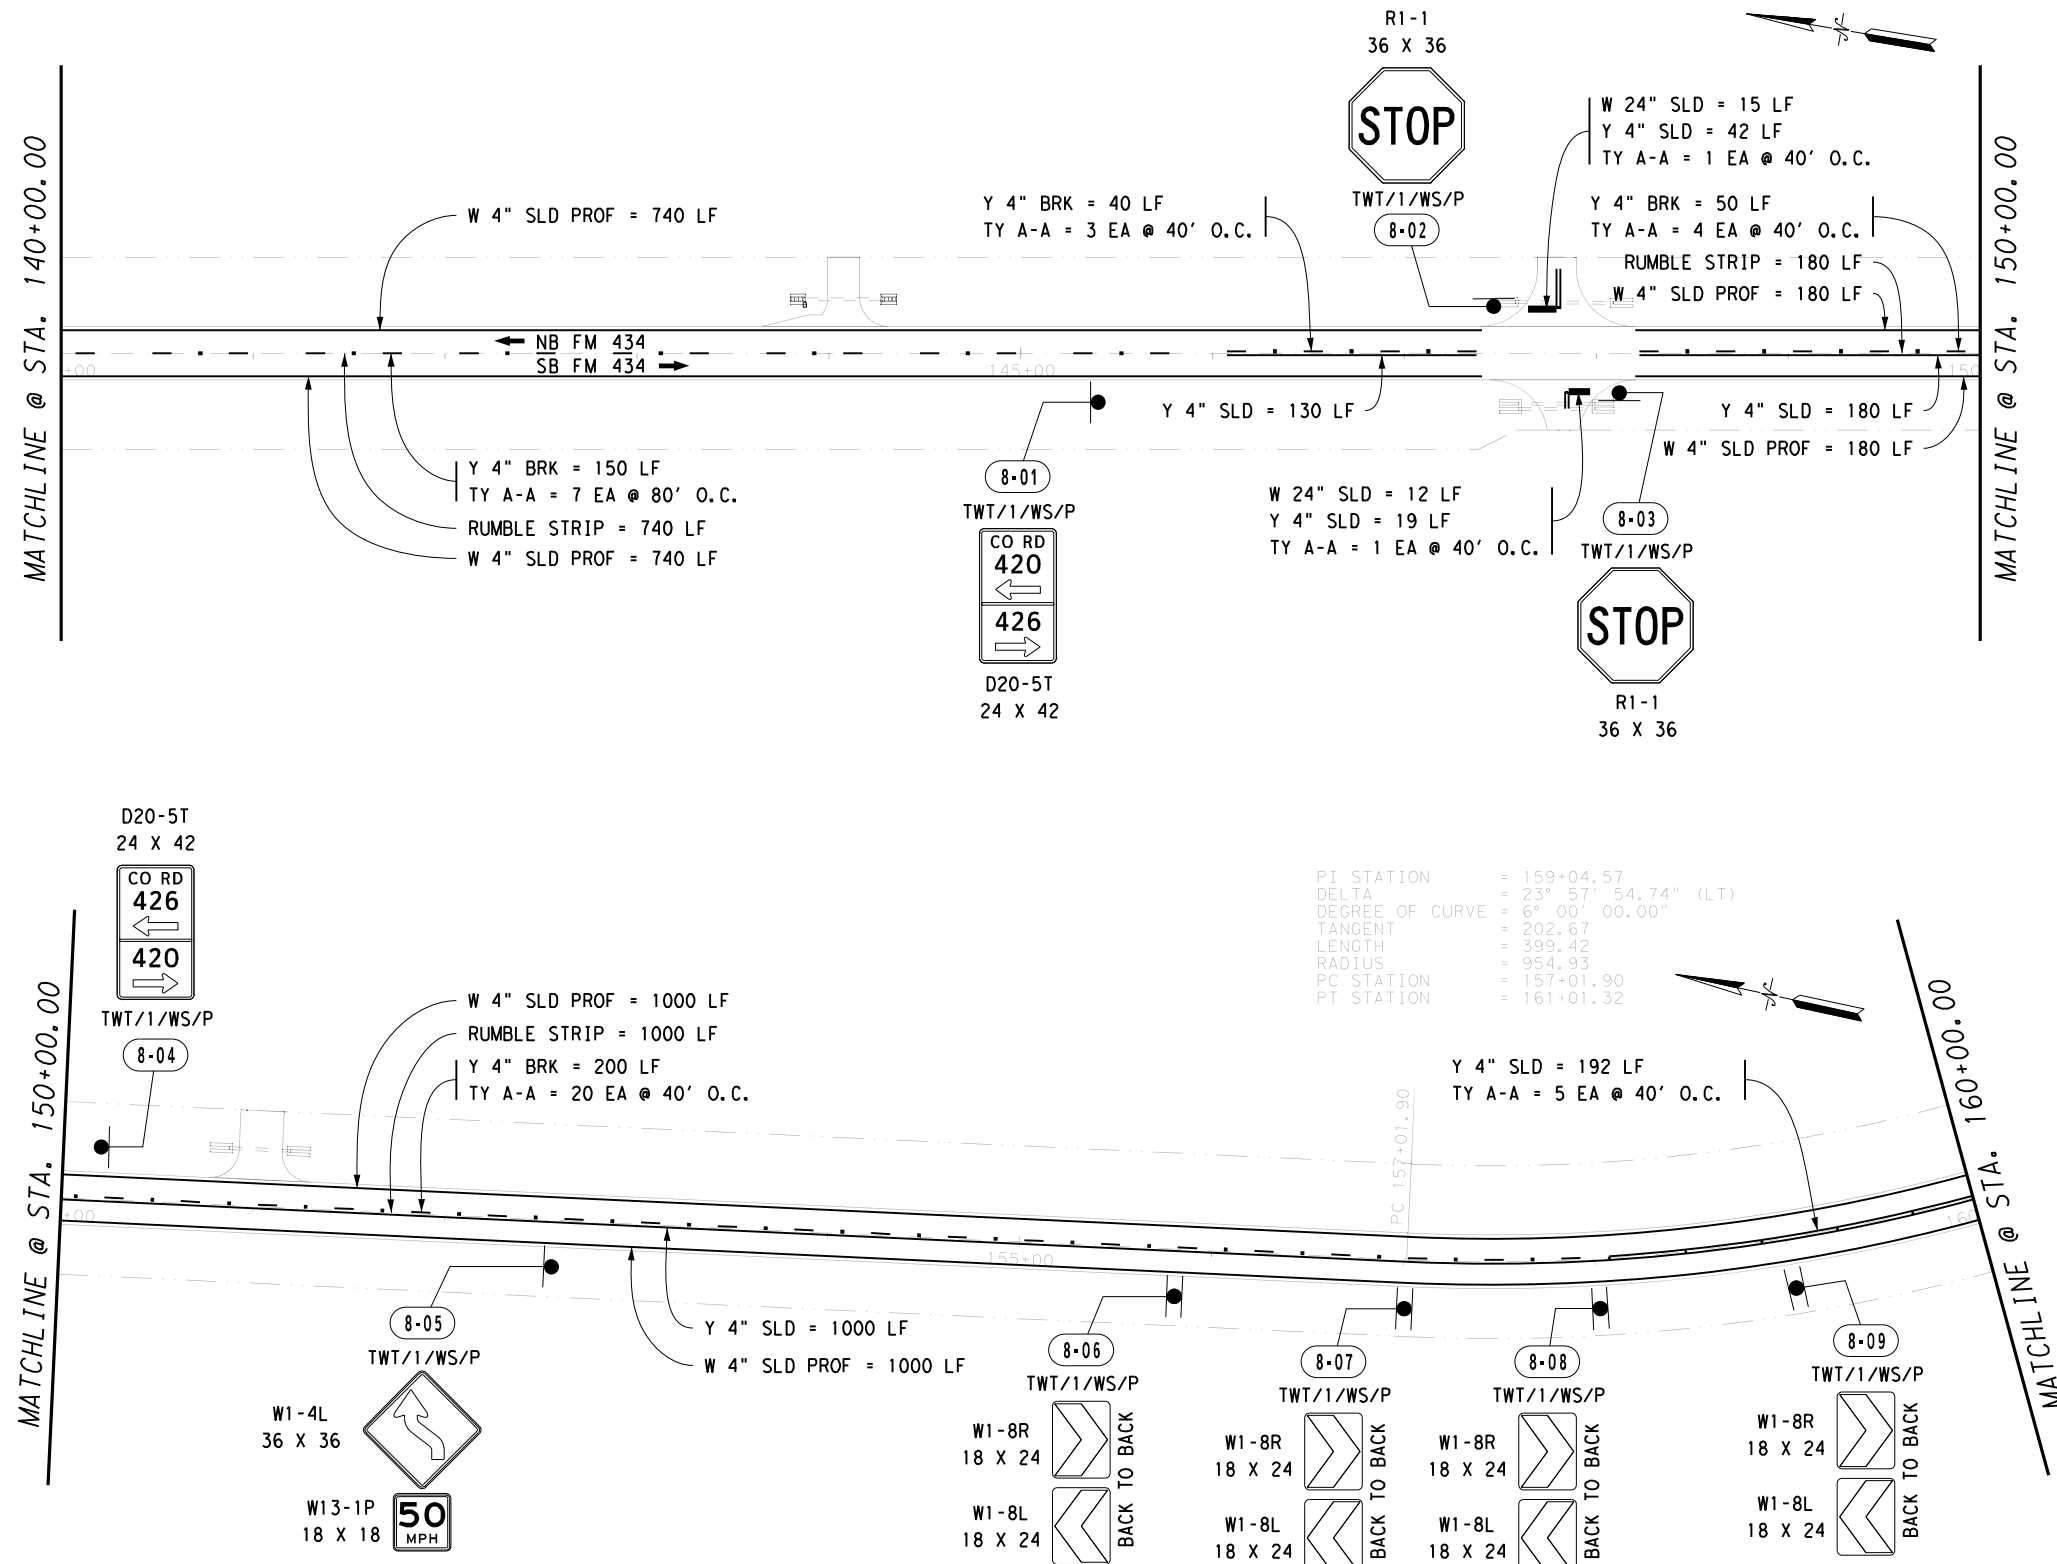 R1-1
36 X 36
STOP
TWT/1/WS/P
8-02
W 24" SLD = 15 LF
Y 4" SLD = 42 LF
TY A-A = 1 EA @ 40' O.C.
N
MATCHLINE @ STA. 140+00.00
W 4" SLD PROF = 740 LF
Y 4" BRK = 40 LF
TY A-A = 3 EA @ 40' O.C.
Y 4" BRK = 50 LF
TY A-A = 4 EA @ 40' O.C.
RUMBLE STRIP = 180 LF
W 4" SLD PROF = 180 LF
MATCHLINE @ STA. 150+00.00
NB FM 434
SB FM 434
+00
145+00
150
Y 4" SLD = 130 LF
Y 4" SLD = 180 LF
W 4" SLD PROF = 180 LF
Y 4" BRK = 150 LF
TY A-A = 7 EA @ 80' O.C.
RUMBLE STRIP = 740 LF
W 4" SLD PROF = 740 LF
8-01
TWT/1/WS/P
CO RD
420
426
D20-5T
24 X 42
W 24" SLD = 12 LF
Y 4" SLD = 19 LF
TY A-A = 1 EA @ 40' O.C.
8-03
TWT/1/WS/P
STOP
R1-1
36 X 36
D20-5T
24 X 42
CO RD
426
420
TWT/1/WS/P
8-04
MATCHLINE @ STA. 150+00.00
W 4" SLD PROF = 1000 LF
RUMBLE STRIP = 1000 LF
Y 4" BRK = 200 LF
TY A-A = 20 EA @ 40' O.C.
PI STATION = 159+04.57
DELTA = 23° 57' 54.74" (LT)
DEGREE OF CURVE = 6° 00' 00.00"
TANGENT = 202.67
LENGTH = 399.42
RADIUS = 954.93
PC STATION = 157+01.90
PT STATION = 161+01.32
N
Y 4" SLD = 192 LF
TY A-A = 5 EA @ 40' O.C.
PC 157+01.90
MATCHLINE @ STA. 160+00.00
+00
155+00
160
8-05
TWT/1/WS/P
W1-4L
36 X 36
W13-1P
18 X 18
50
MPH
Y 4" SLD = 1000 LF
W 4" SLD PROF = 1000 LF
8-06
TWT/1/WS/P
W1-8R
18 X 24
W1-8L
18 X 24
BACK TO BACK
8-07
TWT/1/WS/P
W1-8R
18 X 24
W1-8L
18 X 24
BACK TO BACK
8-08
TWT/1/WS/P
W1-8R
18 X 24
W1-8L
18 X 24
BACK TO BACK
8-09
TWT/1/WS/P
W1-8R
18 X 24
W1-8L
18 X 24
BACK TO BACK